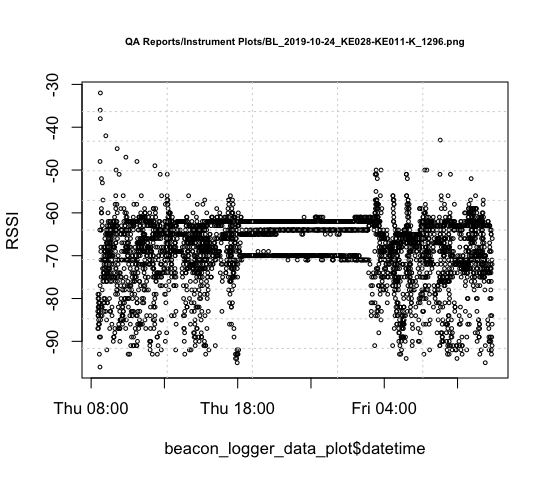 QA Reports/Instrument Plots/BL_2019-10-24_KE028-KE011-K_1296.png
-30
-40
-50
-60
-70
-80
-90
RSSI
Thu 08:00 Thu 18:00 Fri 04:00
beacon_logger_data_plot$datetime